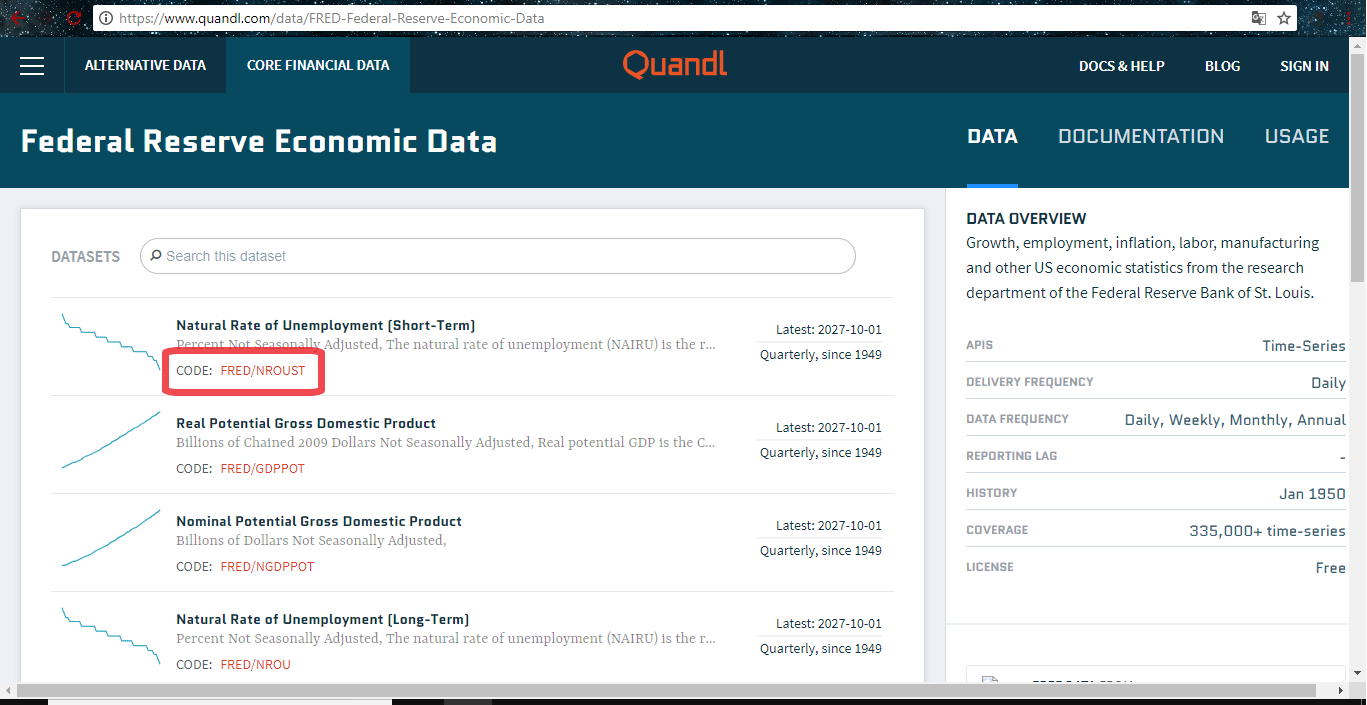 https://www.quandl.com/data/FRED-Federal-Reserve-Economic-Data
ALTERNATIVE DATA
CORE FINANCIAL DATA
Quandl
DOCS & HELP
BLOG
SIGN IN
Federal Reserve Economic Data
DATA
DOCUMENTATION
USAGE
DATASETS
Search this dataset
Natural Rate of Unemployment (Short-Term)
Percent Not Seasonally Adjusted, The natural rate of unemployment (NAIRU) is the r...
CODE: FRED/NROUST
Latest: 2027-10-01
Quarterly, since 1949
Real Potential Gross Domestic Product
Billions of Chained 2009 Dollars Not Seasonally Adjusted, Real potential GDP is the C...
CODE: FRED/GDPPOT
Latest: 2027-10-01
Quarterly, since 1949
Nominal Potential Gross Domestic Product
Billions of Dollars Not Seasonally Adjusted,
CODE: FRED/NGDPPOT
Latest: 2027-10-01
Quarterly, since 1949
Natural Rate of Unemployment (Long-Term)
Percent Not Seasonally Adjusted, The natural rate of unemployment (NAIRU) is the r...
CODE: FRED/NROU
Latest: 2027-10-01
Quarterly, since 1949
DATA OVERVIEW
Growth, employment, inflation, labor, manufacturing
and other US economic statistics from the research
department of the Federal Reserve Bank of St. Louis.
APIS Time-Series
DELIVERY FREQUENCY Daily
DATA FREQUENCY Daily, Weekly, Monthly, Annual
REPORTING LAG -
HISTORY Jan 1950
COVERAGE 335,000+ time-series
LICENSE Free